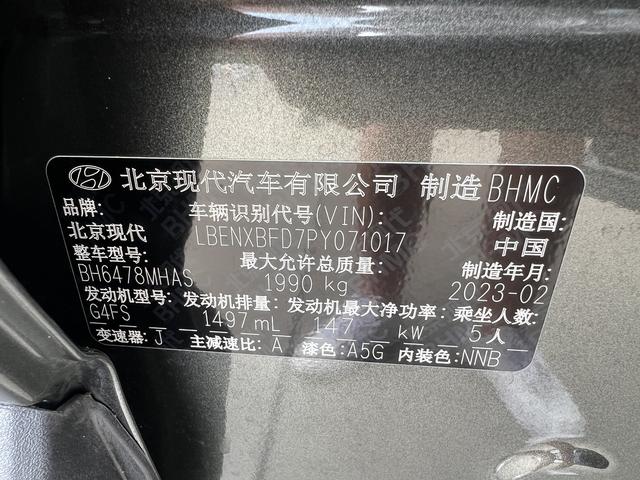 北京现代汽车有限公司 制造 BHMC
品牌: 车辆识别代号(VIN): 制造国:
北京现代 LBENXBFD7PY071017 中国
整车型号: 最大允许总质量: 制造年月:
BH6478MHAS 1990 kg 2023-02
发动机型号: 发动机排量: 发动机最大净功率: 乘坐人数:
G4FS 1497 mL 147 kW 5人
变速器: J 主减速比: A 漆色: A5G 内装色: NNB